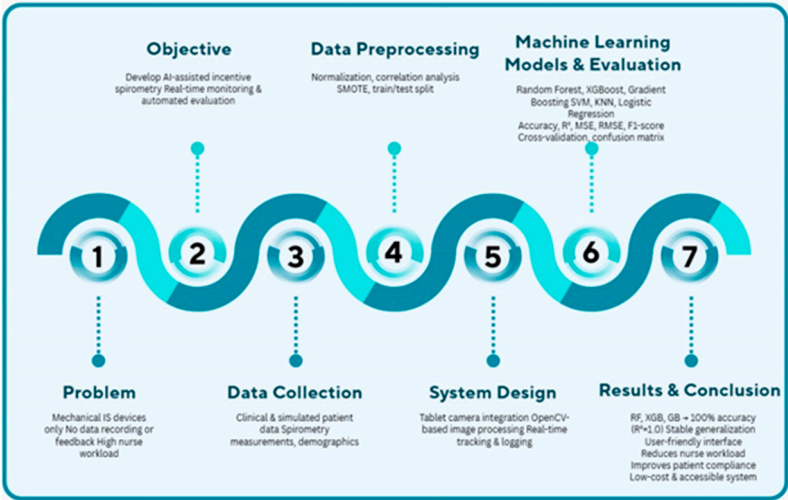 Objective
Develop AI-assisted incentive
spirometry Real-time monitoring &
automated evaluation
Data Preprocessing
Normalization, correlation analysis
SMOTE, train/test split
Machine Learning
Models & Evaluation
Random Forest, XGBoost, Gradient
Boosting SVM, KNN, Logistic
Regression
Accuracy, R², MSE, RMSE, F1-score
Cross-validation, confusion matrix
1
2
3
4
5
6
7
Problem
Mechanical IS devices
only No data recording or
feedback High nurse
workload
Data Collection
Clinical & simulated patient
data Spirometry
measurements, demographics
System Design
Tablet camera integration OpenCV-
based image processing Real-time
tracking & logging
Results & Conclusion
RF, XGB, GB → 100% accuracy
(R²=1.0) Stable generalization
User-friendly interface
Reduces nurse workload
Improves patient compliance
Low-cost & accessible system